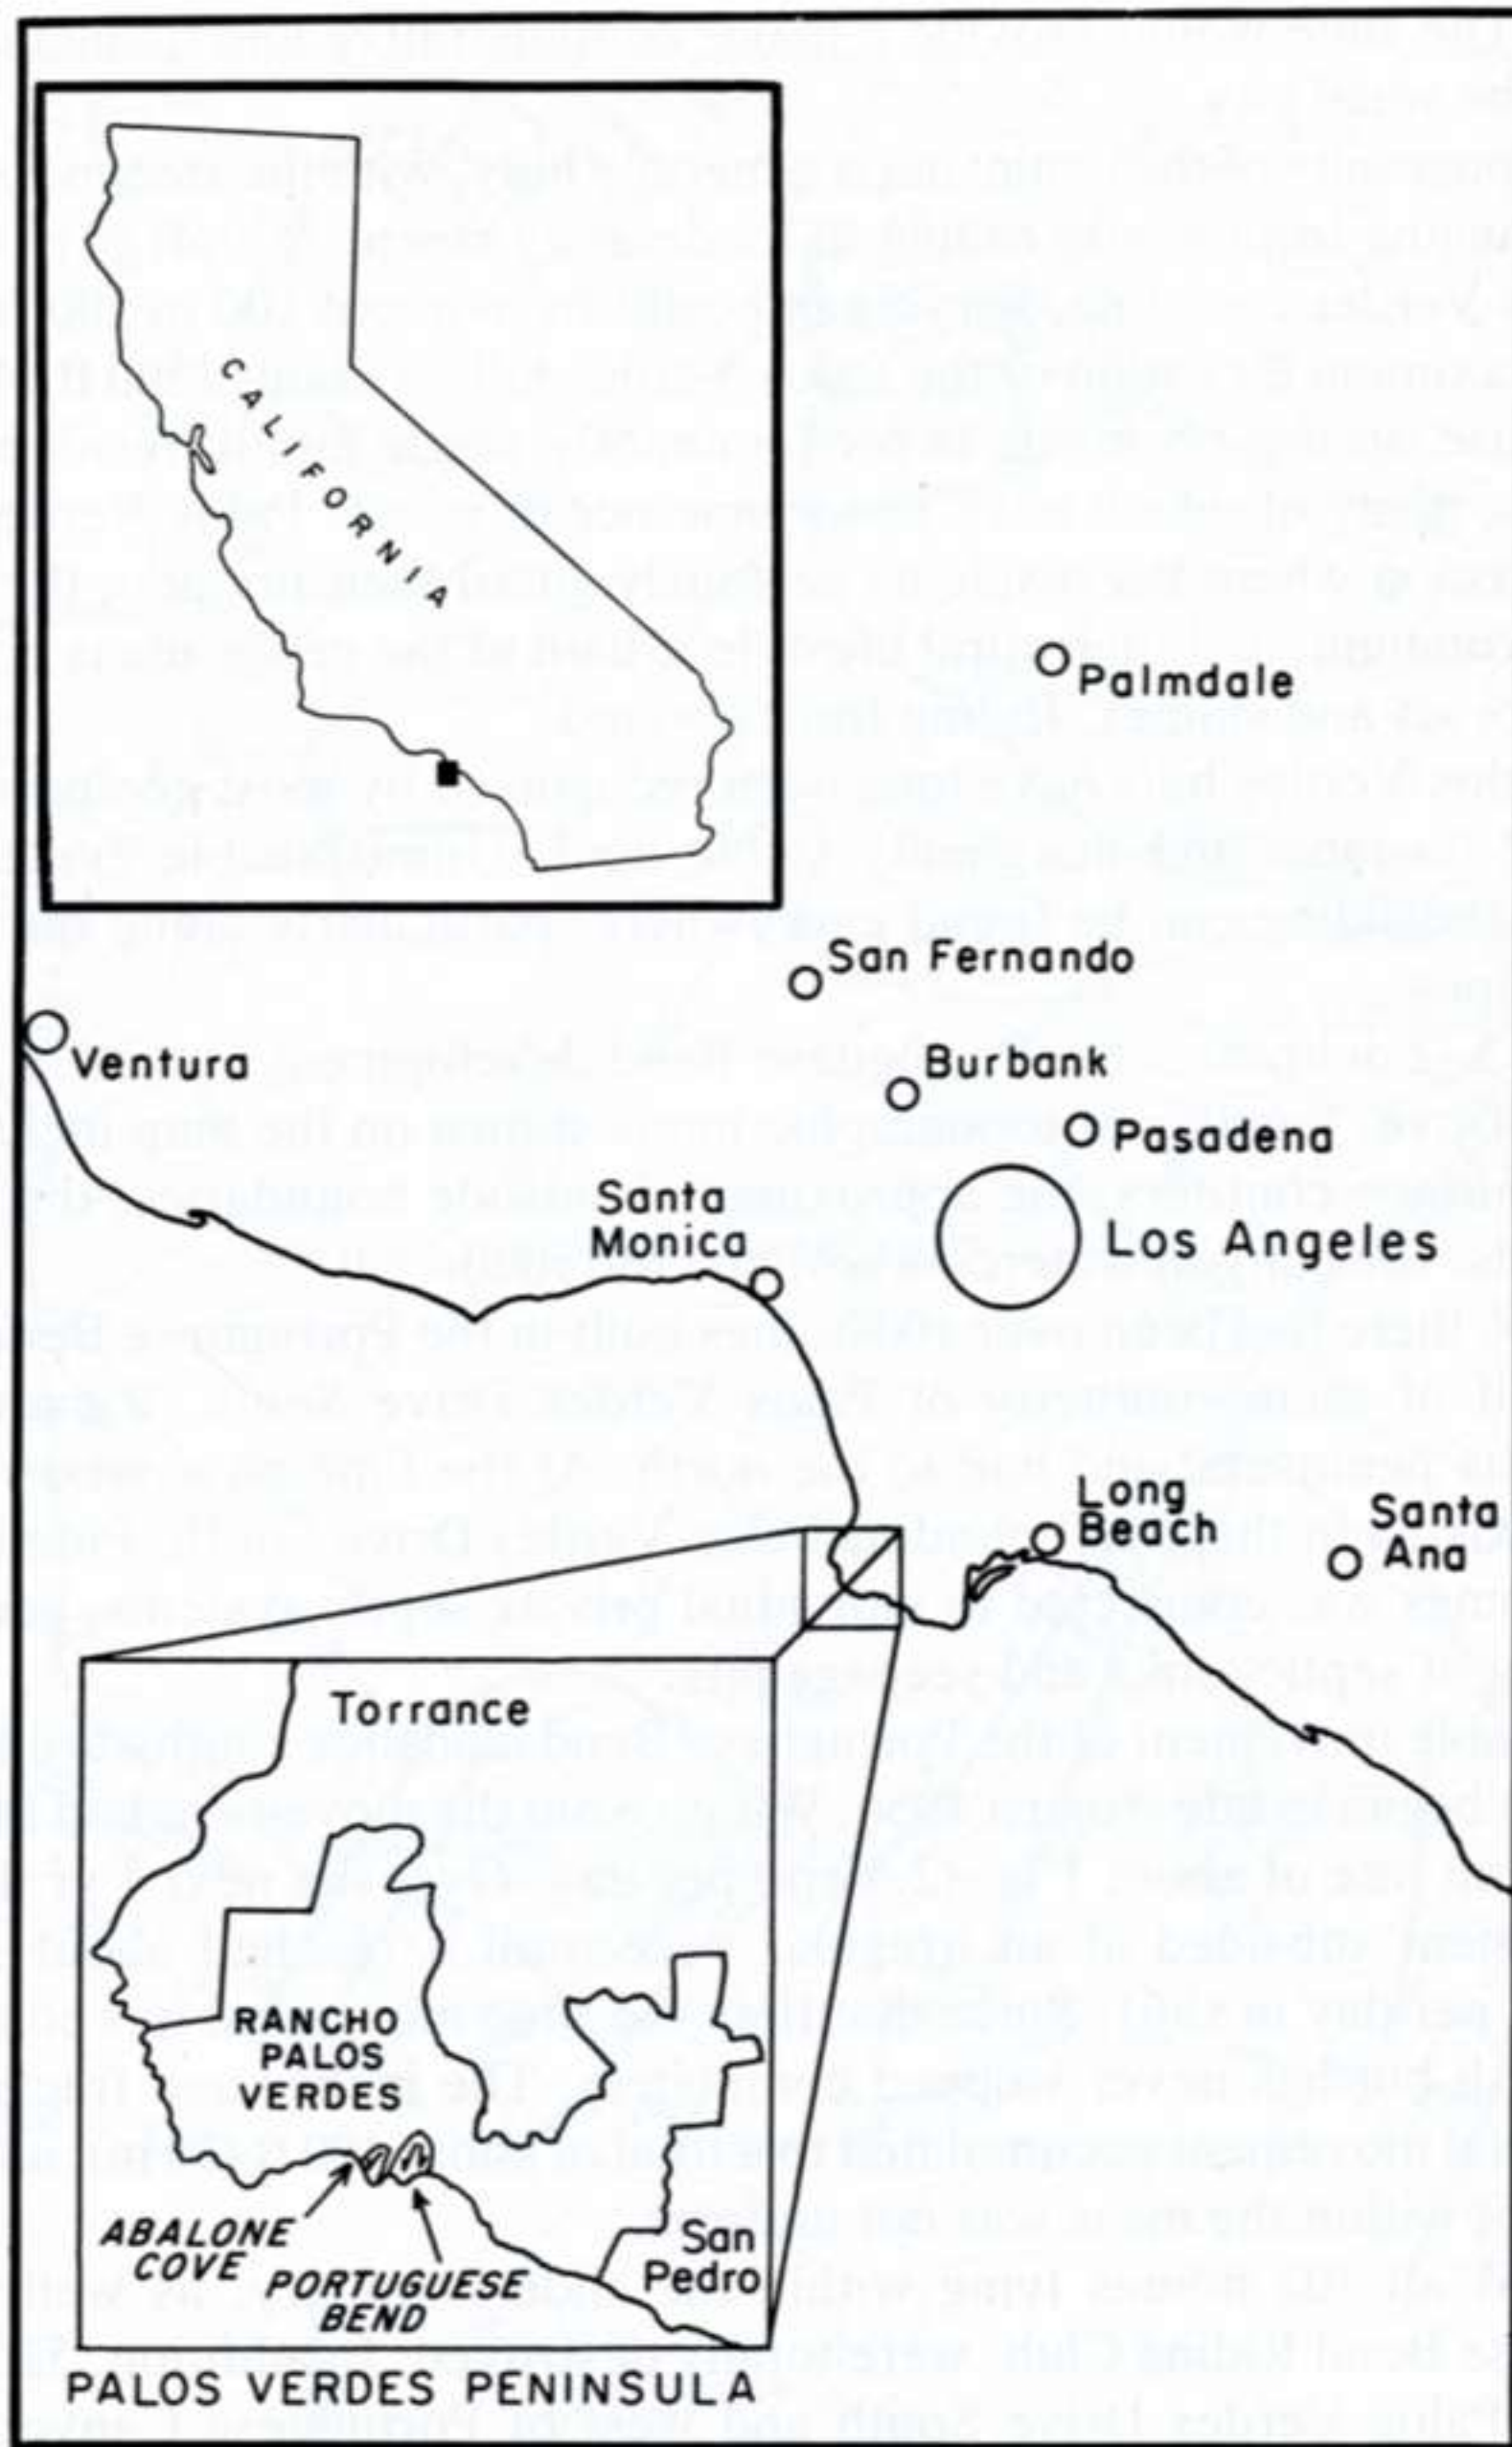 CALIFORNIA
Palmdale
San Fernando
Ventura
Burbank
Pasadena
Santa
Monica
Los Angeles
Long
Beach
Santa
Ana
Torrance
RANCHO
PALOS
VERDES
ABALONE
COVE
PORTUGUESE
BEND
San
Pedro
PALOS VERDES PENINSULA